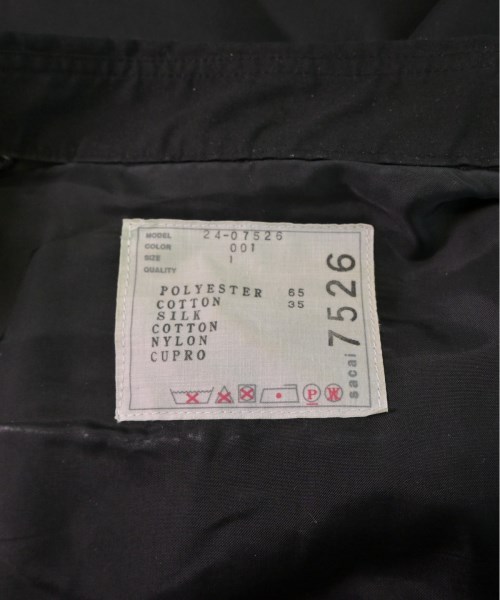 MODEL 24-07526
COLOR 001
SIZE 1
QUALITY
POLYESTER 65
COTTON 35
SILK
COTTON
NYLON
CUPRO
P W
sacai 7526